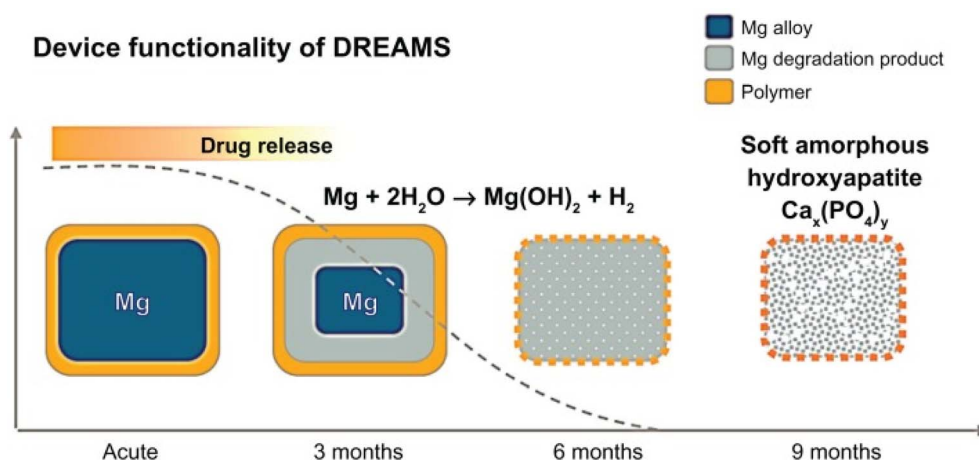 Device functionality of DREAMS
Mg alloy
Mg degradation product
Polymer
Drug release
Mg + 2H₂O → Mg(OH)₂ + H₂
Soft amorphous
hydroxyapatite
Caₓ(PO₄)ᵧ
Mg
Mg
Acute
3 months
6 months
9 months